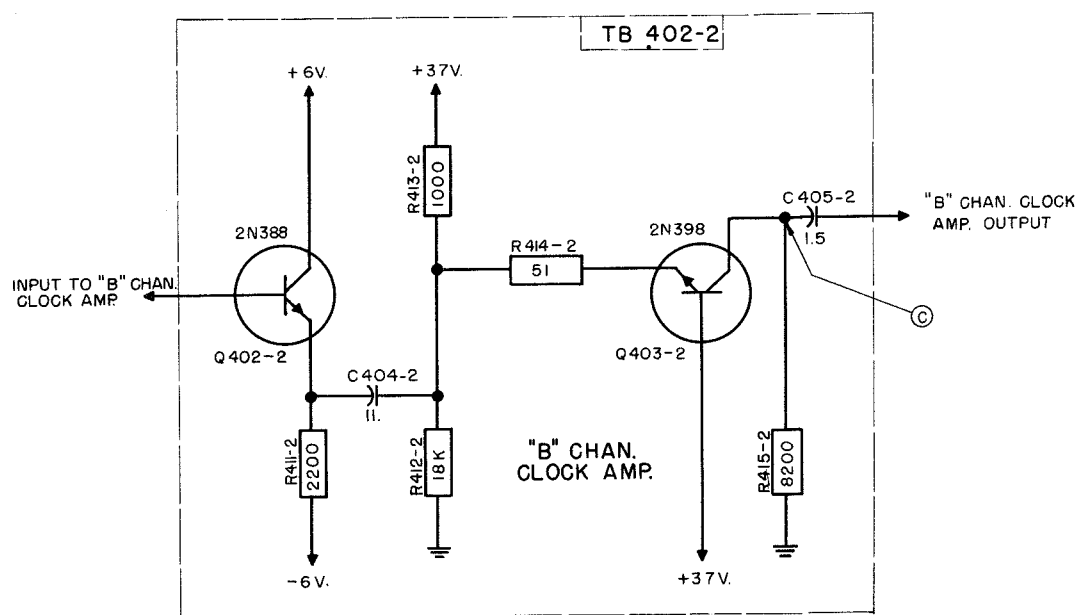 TB 402-2
+6V.
+37V.
R413-2
1000
C405-2
1.5
"B" CHAN. CLOCK
AMP. OUTPUT
2N388
R414-2
51
2N398
INPUT TO "B" CHAN.
CLOCK AMP.
C
Q402-2
Q403-2
C404-2
11.
R411-2
2200
R412-2
18K
"B" CHAN.
CLOCK AMP.
R415-2
8200
-6V.
+37V.